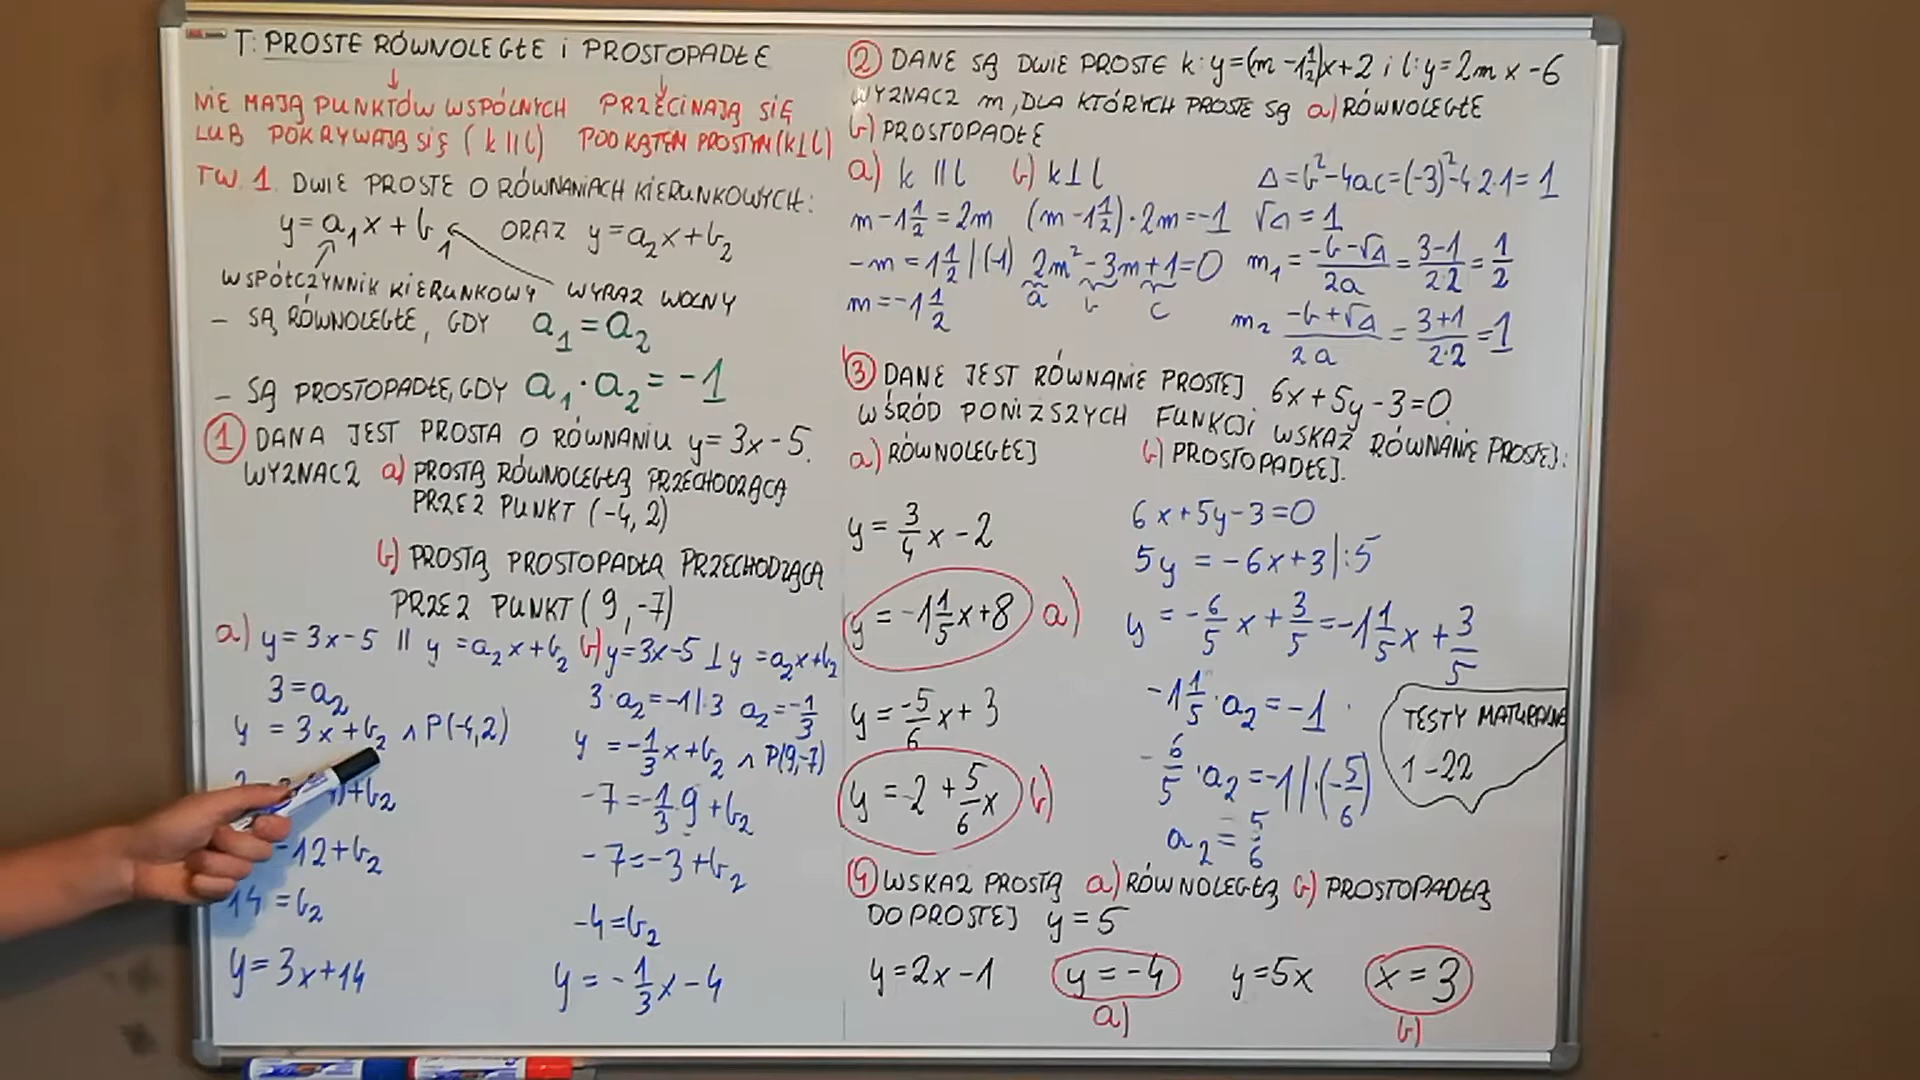 T: PROSTE RÓWNOLEGŁE i PROSTOPADŁE
NIE MAJĄ PUNKTÓW WSPÓLNYCH
LUB POKRYWAJĄ SIĘ (k || l)
PRZECINAJĄ SIĘ
POD KĄTEM PROSTYM (k⊥l)
TW. 1. DWIE PROSTE O RÓWNANIACH KIERUNKOWYCH:
y=a₁x+b₁ ORAZ y=a₂x+b₂
WSPÓŁCZYNNIK KIERUNKOWY WYRAZ WOLNY
- SĄ RÓWNOLEGŁE, GDY a₁=a₂
- SĄ PROSTOPADŁE, GDY a₁·a₂=-1
① DANA JEST PROSTA O RÓWNANIU y=3x-5.
WYZNACZ a) PROSTĄ RÓWNOLEGŁĄ PRZECHODZĄCĄ
PRZEZ PUNKT (-4, 2)
b) PROSTĄ PROSTOPADŁĄ PRZECHODZĄCĄ
PRZEZ PUNKT (9, -7)
a) y=3x-5 || y=a₂x+b₂
3=a₂
y=3x+b₂ ∧ P(-4,2)
+b₂
-12+b₂
14=b₂
y=3x+14
b) y=3x-5 ⊥ y=a₂x+b₂
3·a₂=-1 |:3 a₂=-1/3
y=-1/3x+b₂ ∧ P(9,-7)
-7=-1/3·9+b₂
-7=-3+b₂
-4=b₂
y=-1/3x-4
② DANE SĄ DWIE PROSTE k: y=(m-1 1/2)x+2 i l: y=2mx-6
WYZNACZ m, DLA KTÓRYCH PROSTE SĄ a) RÓWNOLEGŁE
b) PROSTOPADŁE
a) k || l
m-1 1/2=2m
-m=1 1/2 |·(-1)
m=-1 1/2
b) k⊥l
(m-1 1/2)·2m=-1
2m²-3m+1=0
a b c
Δ=b²-4ac=(-3)²-4·2·1=1
√Δ=1
m₁=(-b-√Δ)/2a=(3-1)/(2·2)=1/2
m₂ (-b+√Δ)/2a=(3+1)/(2·2)=1
③ DANE JEST RÓWNANIE PROSTEJ 6x+5y-3=0.
WŚRÓD PONIŻSZYCH FUNKCJI WSKAŻ RÓWNANIE PROSTEJ:
a) RÓWNOLEGŁEJ b) PROSTOPADŁEJ.
y=3/4x-2
y=-1 1/5x+8 a)
y=-5/6x+3
y=-2+5/6x b)
6x+5y-3=0
5y=-6x+3 |:5
y=-6/5x+3/5=-1 1/5x+3/5
-1 1/5·a₂=-1
-6/5·a₂=-1 |·(-5/6)
a₂=5/6
TESTY MATURALNE
1-22
④ WSKAŻ PROSTĄ a) RÓWNOLEGŁĄ b) PROSTOPADŁĄ
DO PROSTEJ y=5
y=2x-1 y=-4 y=5x x=3
a) b)